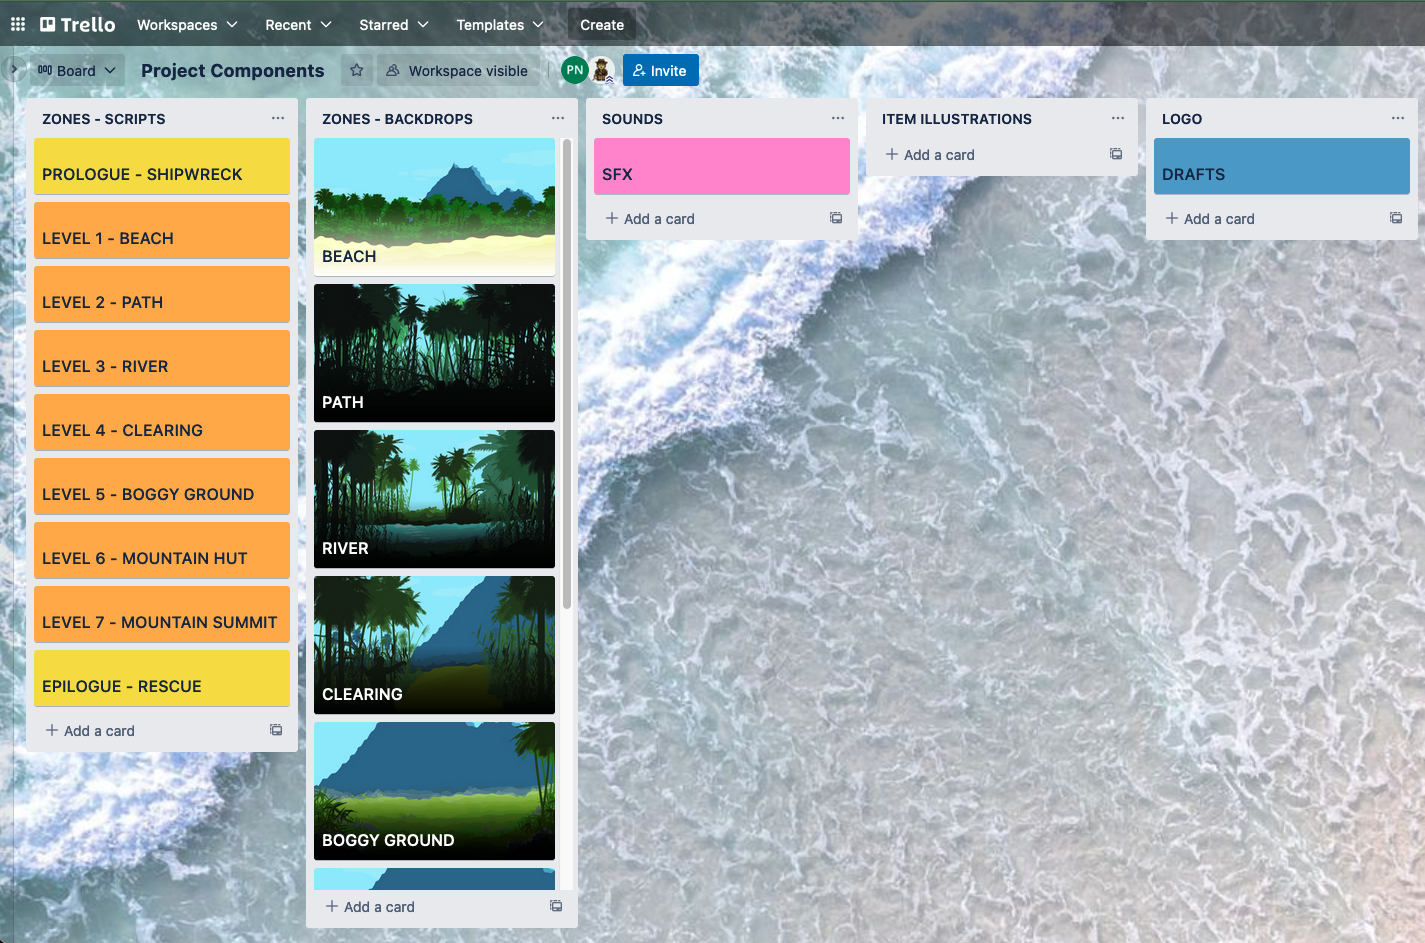 Trello Workspaces Recent Starred Templates Create
Board Project Components Workspace visible PN Invite
ZONES - SCRIPTS
PROLOGUE - SHIPWRECK
LEVEL 1 - BEACH
LEVEL 2 - PATH
LEVEL 3 - RIVER
LEVEL 4 - CLEARING
LEVEL 5 - BOGGY GROUND
LEVEL 6 - MOUNTAIN HUT
LEVEL 7 - MOUNTAIN SUMMIT
EPILOGUE - RESCUE
Add a card
ZONES - BACKDROPS
BEACH
PATH
RIVER
CLEARING
BOGGY GROUND
Add a card
SOUNDS
SFX
Add a card
ITEM ILLUSTRATIONS
Add a card
LOGO
DRAFTS
Add a card